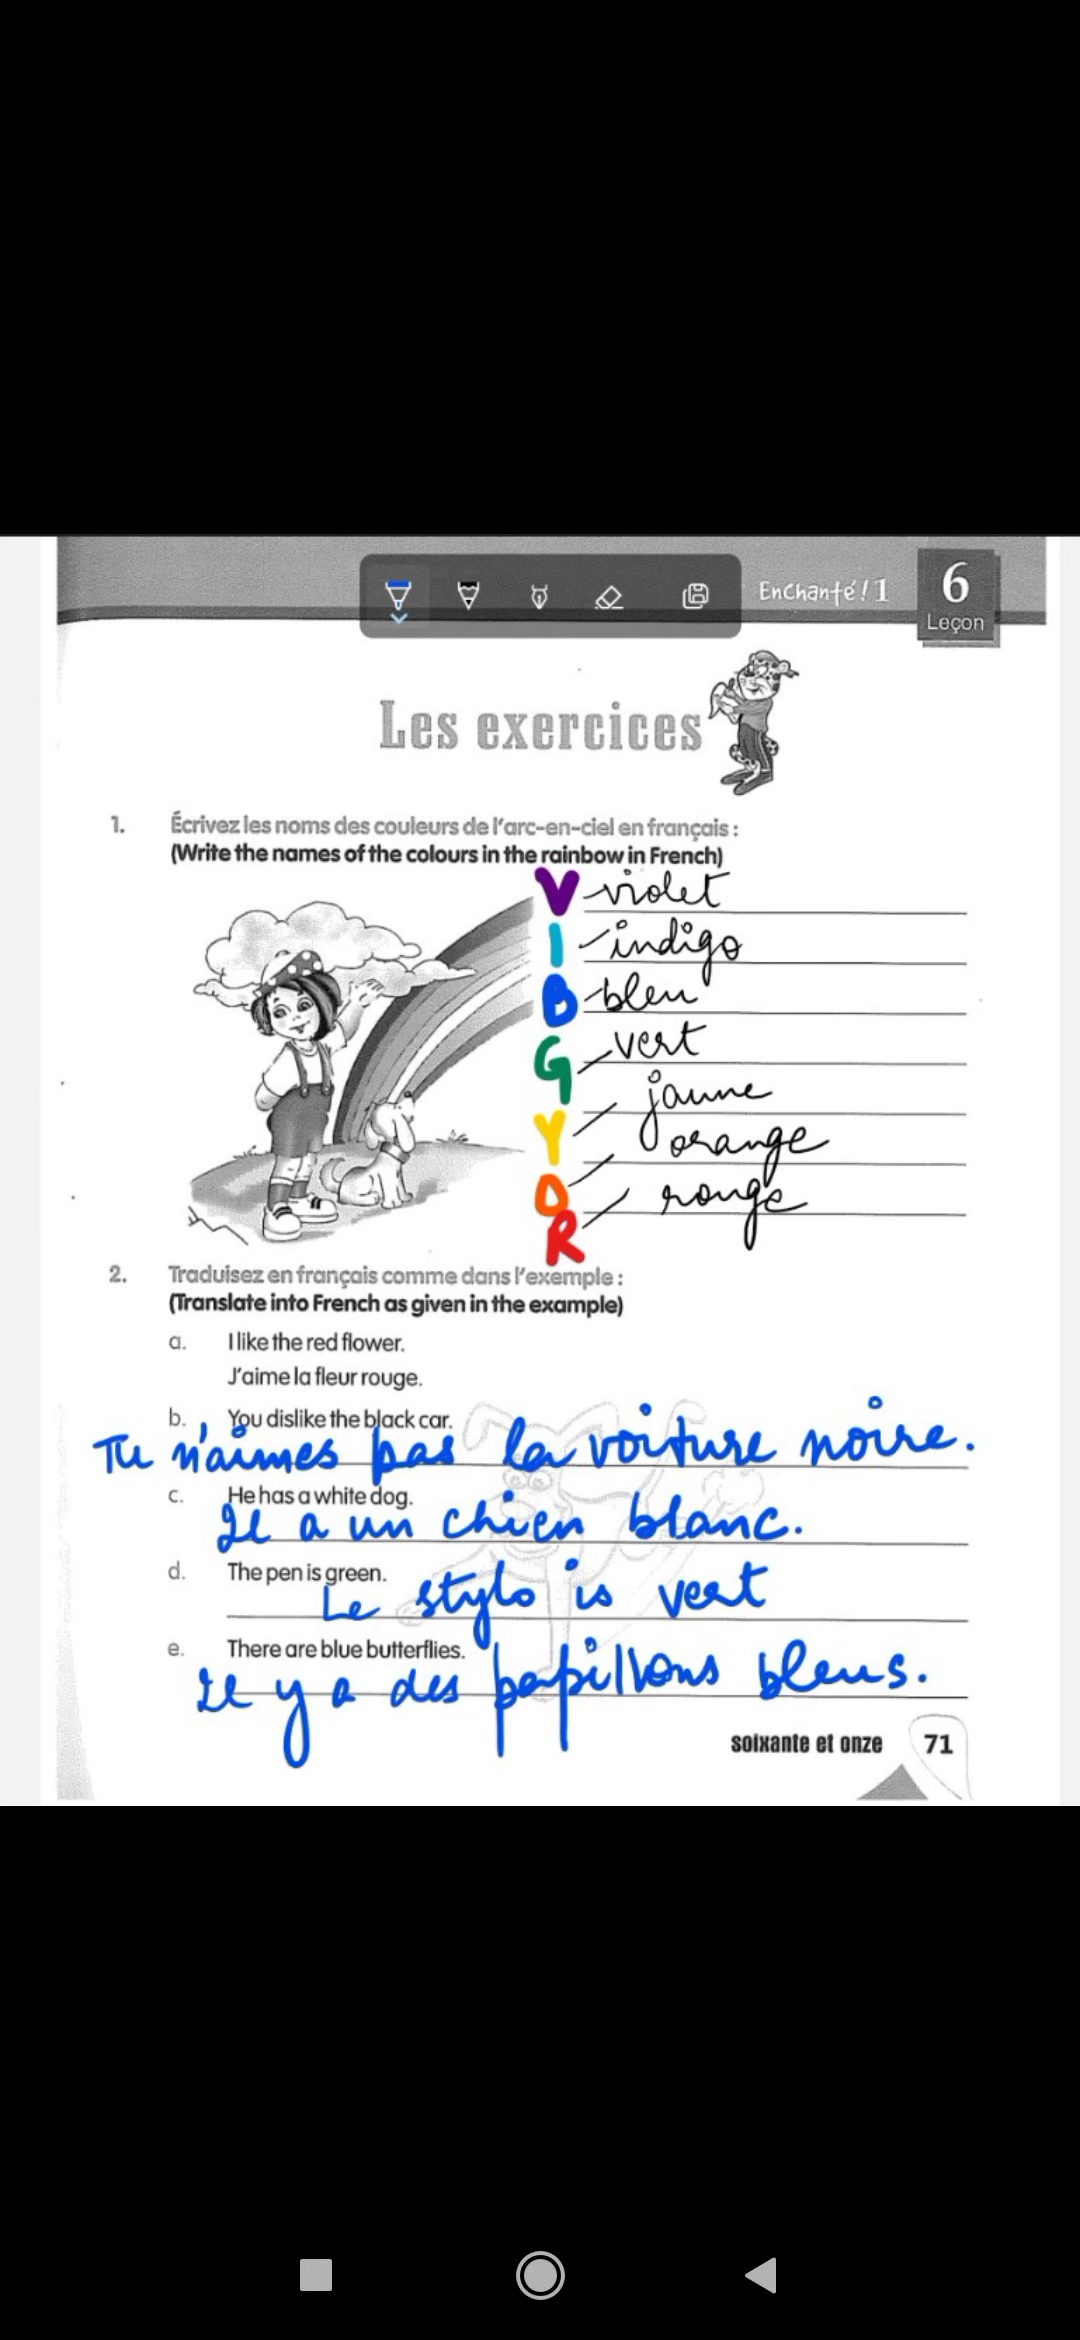 Enchanté! 1
6
Leçon
Les exercices
1. Écrivez les noms des couleurs de l'arc-en-ciel en français :
(Write the names of the colours in the rainbow in French)
V violet
I indigo
B bleu
G vert
Y jaune
O orange
R rouge
2. Traduisez en français comme dans l'exemple :
(Translate into French as given in the example)
a. I like the red flower.
J'aime la fleur rouge.
b. You dislike the black car.
Tu n'aimes pas la voiture noire.
c. He has a white dog.
Il a un chien blanc.
d. The pen is green.
Le stylo is vert
e. There are blue butterflies.
Il y a des papillons bleus.
soixante et onze 71